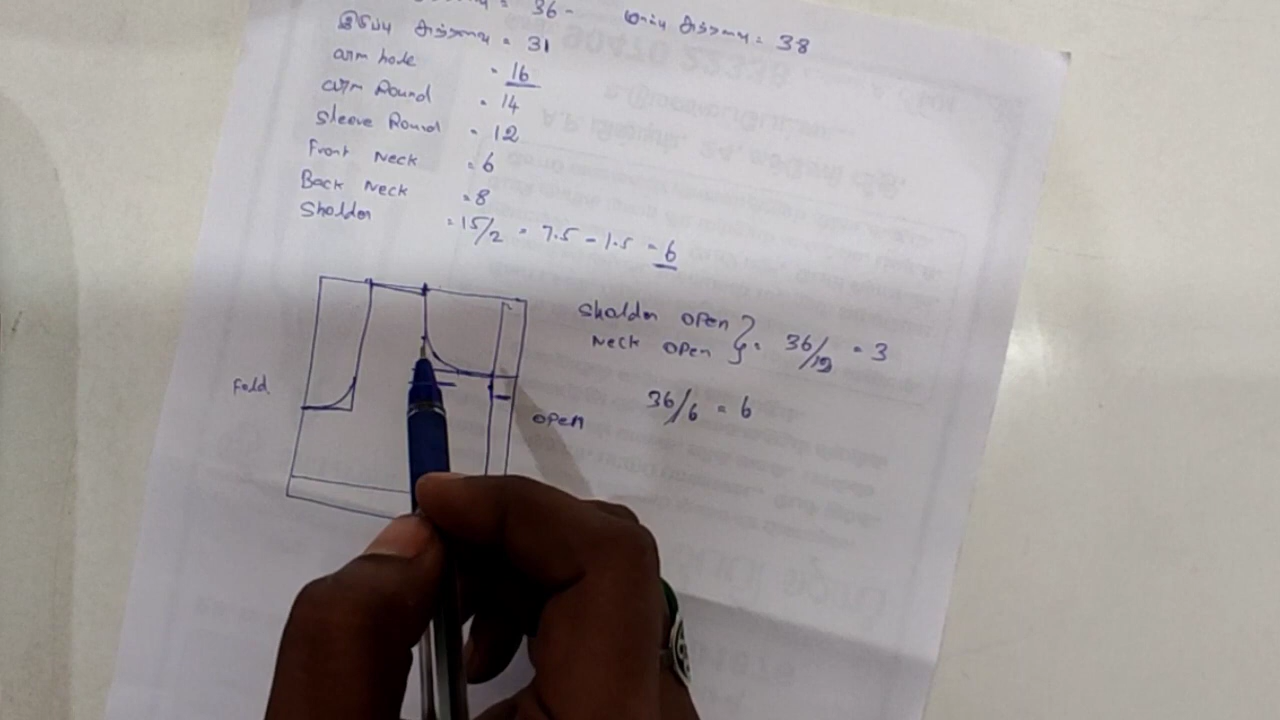 = 36 - சுற்றளவு = 38
இடுப்பு சுற்றளவு = 31
arm hole = 16
arm Round = 14
Sleeve Round = 12
Front Neck = 6
Back Neck = 8
Sholder = 15/2 = 7.5 - 1.5 = 6
Sholder open
Neck open } = 36/12 = 3
Fold
36/6 = 6
open